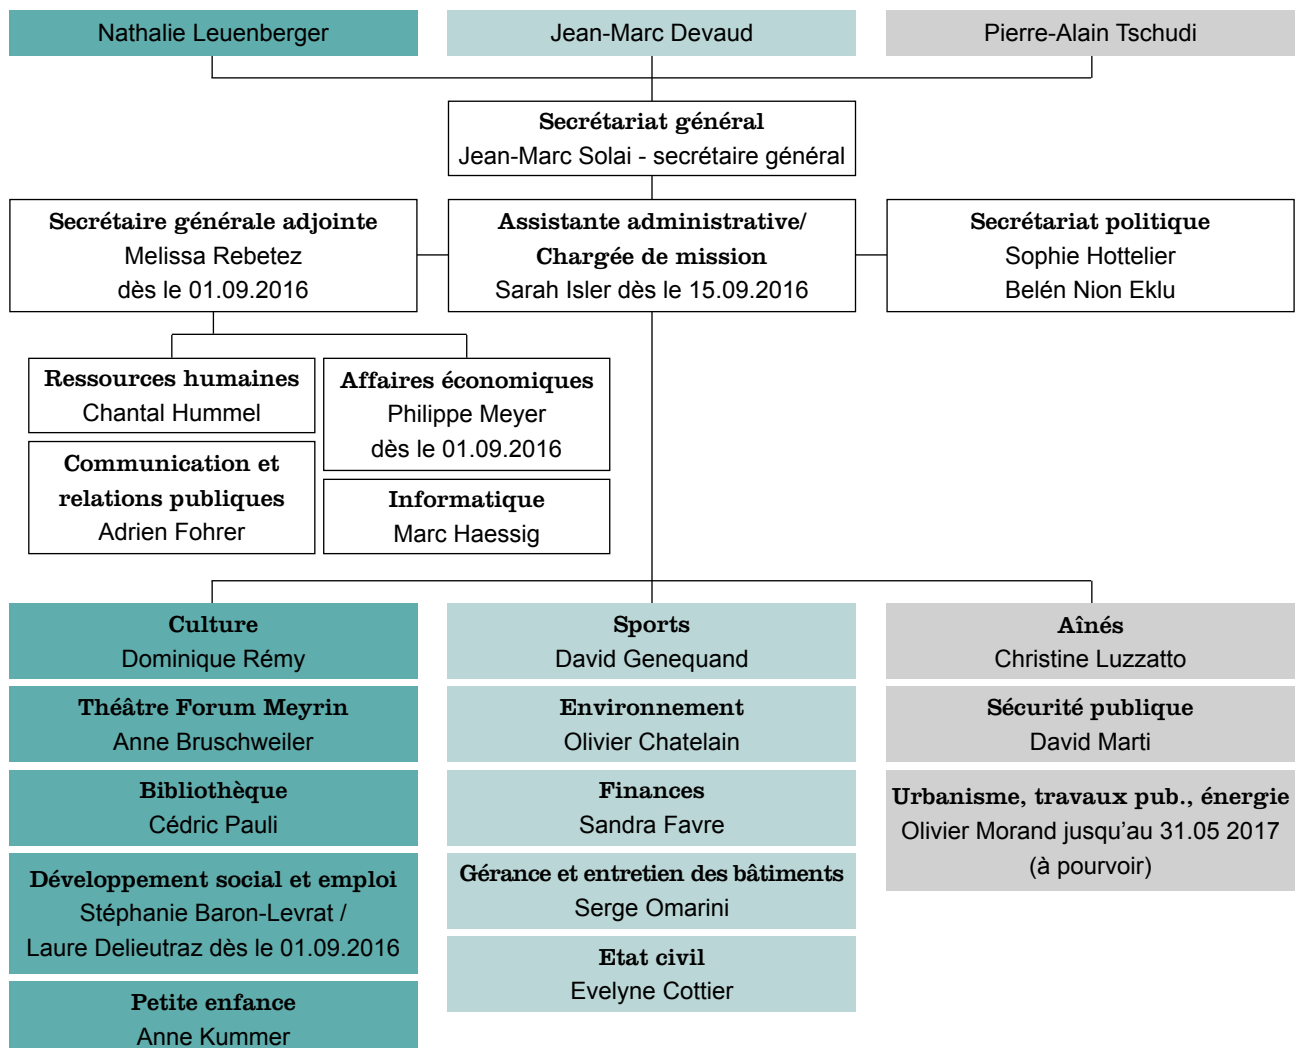 Nathalie Leuenberger
Jean-Marc Devaud
Pierre-Alain Tschudi
Secrétariat général
Jean-Marc Solai - secrétaire général
Secrétaire générale adjointe
Melissa Rebetez
dès le 01.09.2016
Assistante administrative/
Chargée de mission
Sarah Isler dès le 15.09.2016
Secrétariat politique
Sophie Hottelier
Belén Nion Eklu
Ressources humaines
Chantal Hummel
Affaires économiques
Philippe Meyer
dès le 01.09.2016
Communication et
relations publiques
Adrien Fohrer
Informatique
Marc Haessig
Culture
Dominique Rémy
Théâtre Forum Meyrin
Anne Bruschweiler
Bibliothèque
Cédric Pauli
Développement social et emploi
Stéphanie Baron-Levrat /
Laure Delieutraz dès le 01.09.2016
Petite enfance
Anne Kummer
Sports
David Genequand
Environnement
Olivier Chatelain
Finances
Sandra Favre
Gérance et entretien des bâtiments
Serge Omarini
Etat civil
Evelyne Cottier
Aînés
Christine Luzzatto
Sécurité publique
David Marti
Urbanisme, travaux pub., énergie
Olivier Morand jusqu'au 31.05 2017
(à pourvoir)